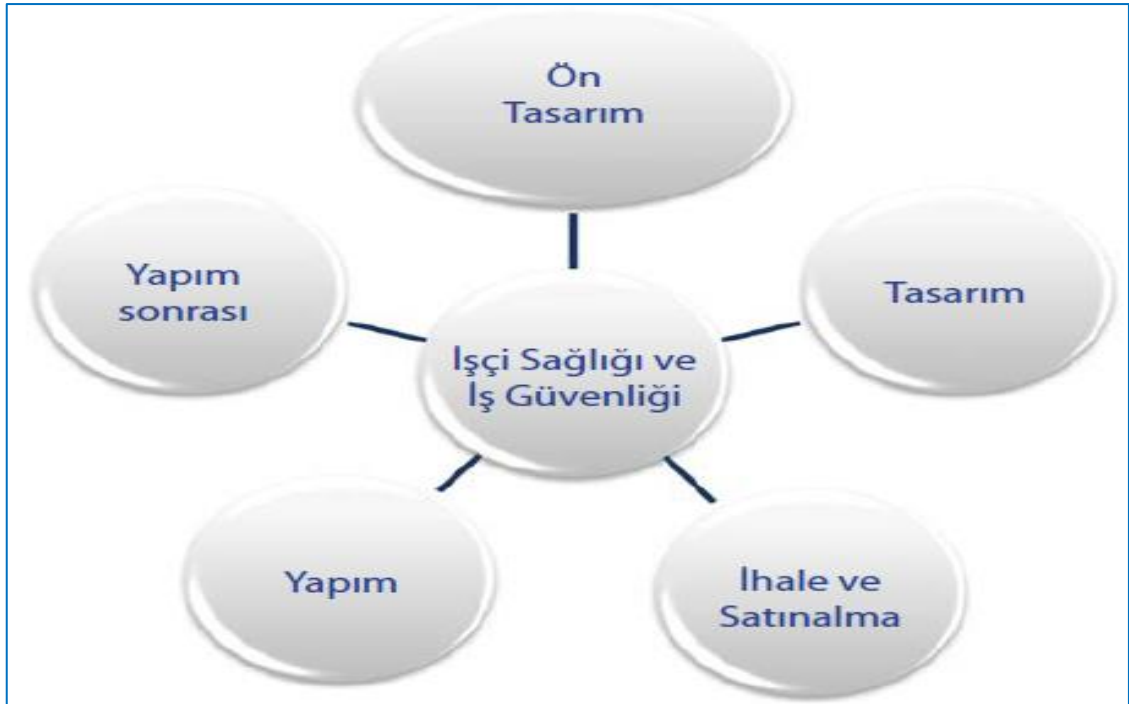 Ön
Tasarım
Tasarım
İhale ve
Satınalma
Yapım
Yapım
sonrası
İşçi Sağlığı ve
İş Güvenliği